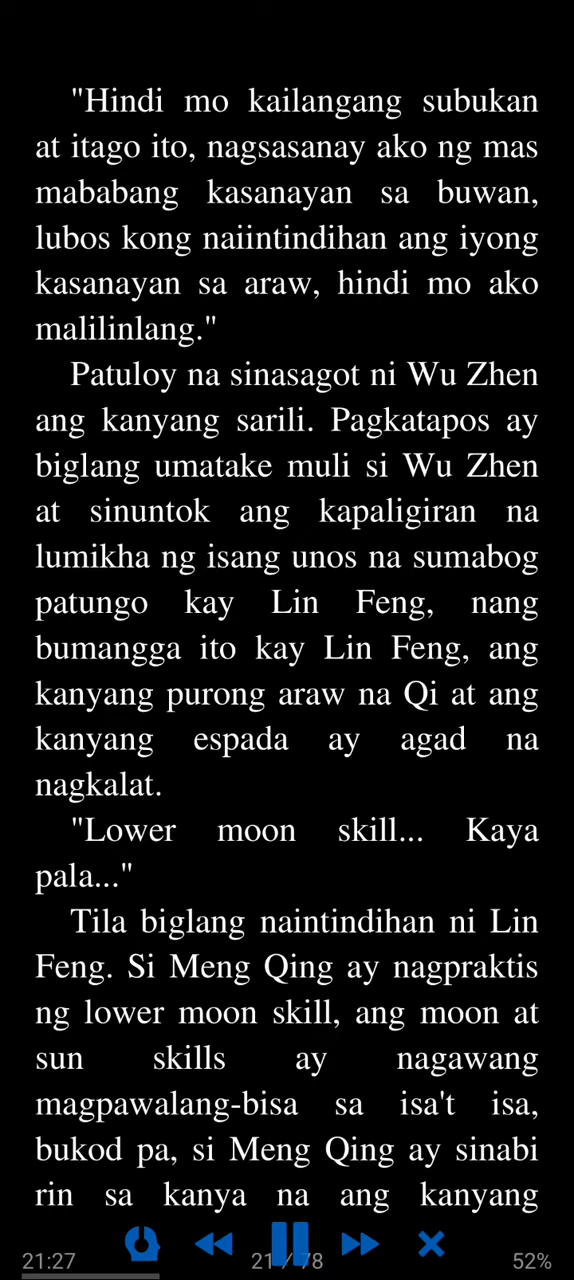 "Hindi mo kailangang subukan
at itago ito, nagsasanay ako ng mas
mababang kasanayan sa buwan,
lubos kong naiintindihan ang iyong
kasanayan sa araw, hindi mo ako
malilinlang."
Patuloy na sinasagot ni Wu Zhen
ang kanyang sarili. Pagkatapos ay
biglang umatake muli si Wu Zhen
at sinuntok ang kapaligiran na
lumikha ng isang unos na sumabog
patungo kay Lin Feng, nang
bumangga ito kay Lin Feng, ang
kanyang purong araw na Qi at ang
kanyang espada ay agad na
nagkalat.
"Lower moon skill... Kaya
pala..."
Tila biglang naintindihan ni Lin
Feng. Si Meng Qing ay nagpraktis
ng lower moon skill, ang moon at
sun skills ay nagawang
magpawalang-bisa sa isa't isa,
bukod pa, si Meng Qing ay sinabi
rin sa kanya na ang kanyang
21:27 21 / 78 52%